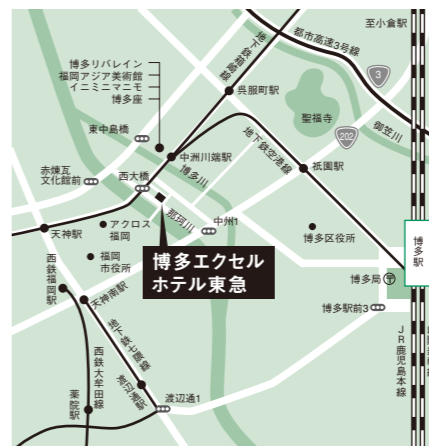 至小倉駅
都市高速3号線
地下鉄箱崎線
博多リバレイン
福岡アジア美術館
イニミニマニモ
博多座
3
呉服町駅
聖福寺
東中島橋
202
御笠川
中洲川端駅
地下鉄空港線
祇園駅
赤煉瓦
文化館前
西大橋
博多川
那珂川
中州1
アクロス
福岡
天神駅
博多区役所
博多駅
福岡
市役所
博多エクセル
ホテル東急
西鉄福岡駅
天神南駅
博多局
博多駅前3
地下鉄七隈線
西鉄大牟田線
渡辺通駅
JR鹿児島本線
薬院駅
渡辺通1